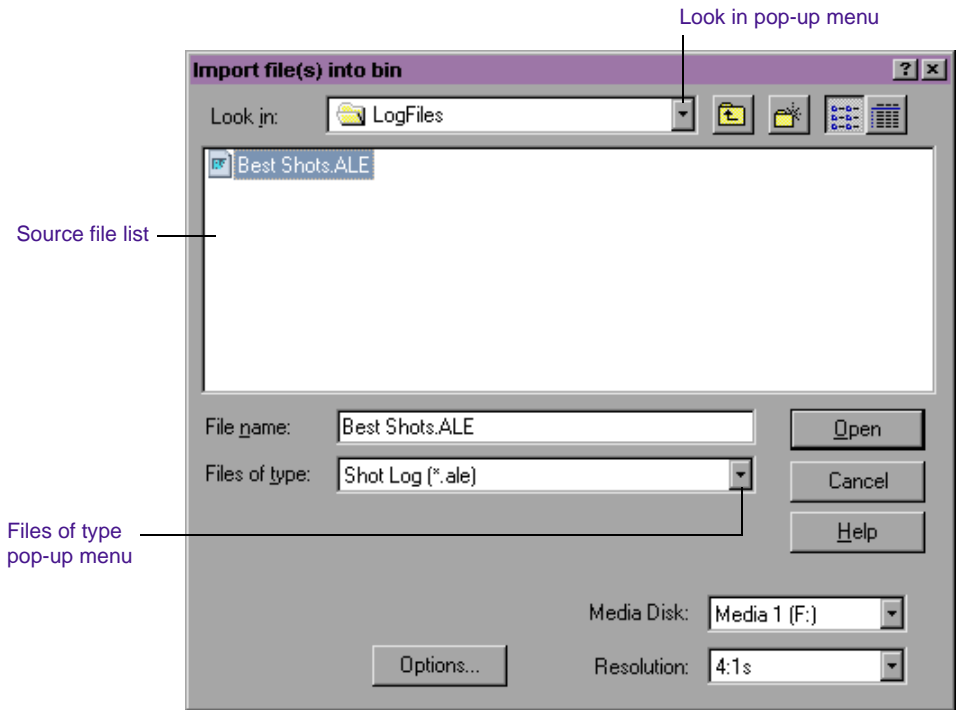 Look in pop-up menu
Import file(s) into bin
Look in:
LogFiles
Best Shots.ALE
Source file list
File name:
Best Shots.ALE
Open
Files of type:
Shot Log (*.ale)
Cancel
Files of type
pop-up menu
Help
Media Disk:
Media 1 (F:)
Options...
Resolution:
4:1s